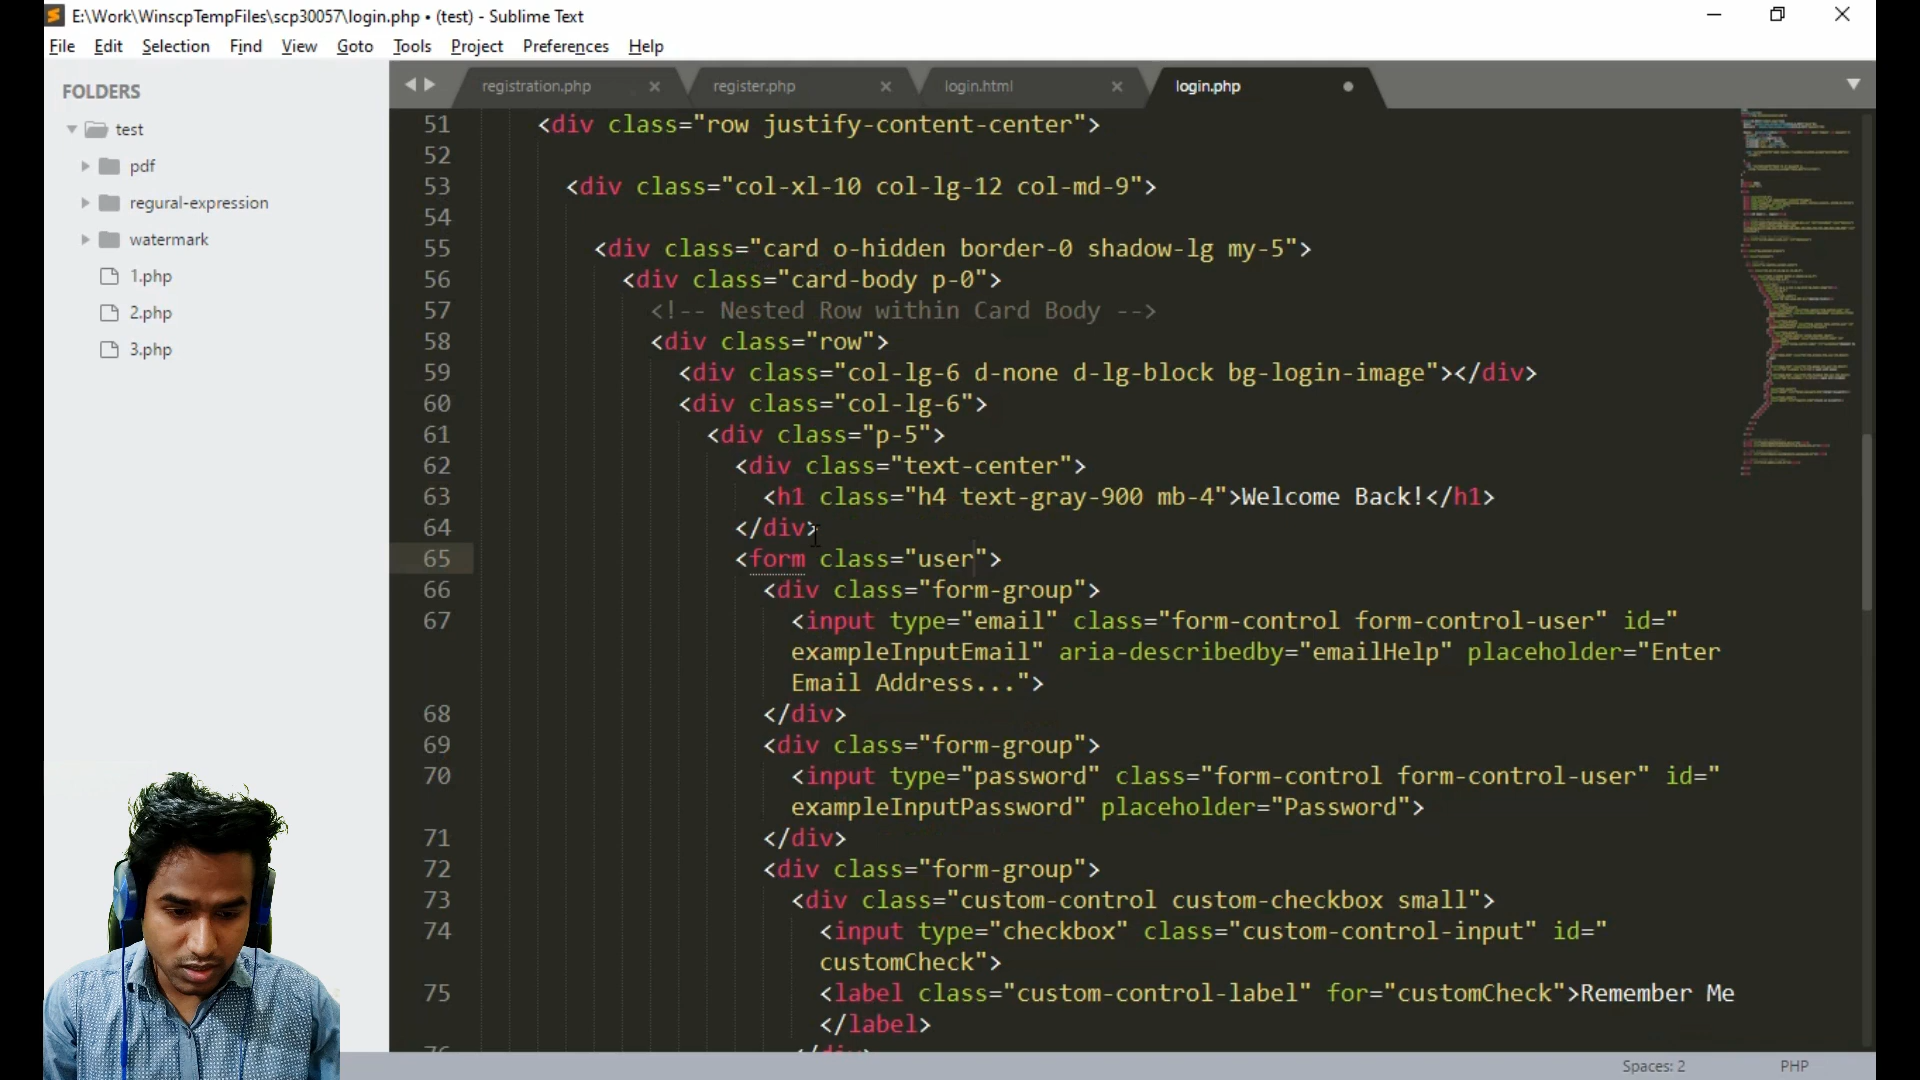 E:\Work\WinscpTempFiles\scp30057\login.php • (test) - Sublime Text
File Edit Selection Find View Goto Tools Project Preferences Help
FOLDERS
test
pdf
regural-expression
watermark
1.php
2.php
3.php
registration.php register.php login.html login.php
51 <div class="row justify-content-center">
52
53 <div class="col-xl-10 col-lg-12 col-md-9">
54
55 <div class="card o-hidden border-0 shadow-lg my-5">
56 <div class="card-body p-0">
57 <!-- Nested Row within Card Body -->
58 <div class="row">
59 <div class="col-lg-6 d-none d-lg-block bg-login-image"></div>
60 <div class="col-lg-6">
61 <div class="p-5">
62 <div class="text-center">
63 <h1 class="h4 text-gray-900 mb-4">Welcome Back!</h1>
64 </div>
65 <form class="user">
66 <div class="form-group">
67 <input type="email" class="form-control form-control-user" id="
exampleInputEmail" aria-describedby="emailHelp" placeholder="Enter
Email Address...">
68 </div>
69 <div class="form-group">
70 <input type="password" class="form-control form-control-user" id="
exampleInputPassword" placeholder="Password">
71 </div>
72 <div class="form-group">
73 <div class="custom-control custom-checkbox small">
74 <input type="checkbox" class="custom-control-input" id="
customCheck">
75 <label class="custom-control-label" for="customCheck">Remember Me
</label>
Spaces: 2 PHP